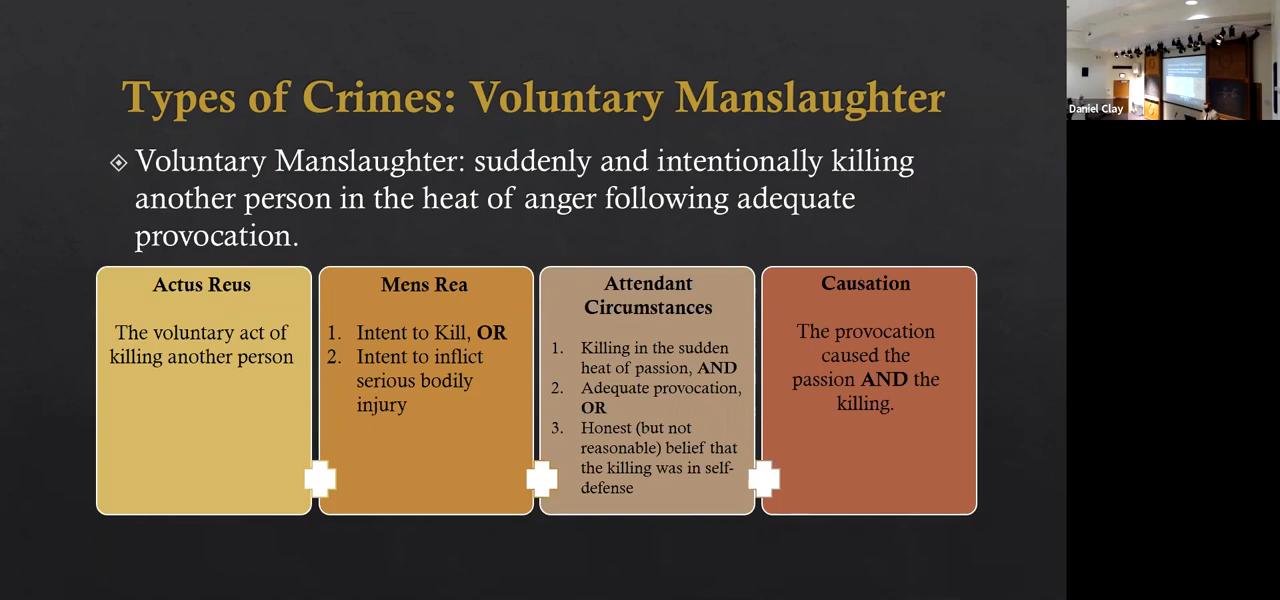 Types of Crimes: Voluntary Manslaughter
Voluntary Manslaughter: suddenly and intentionally killing
another person in the heat of anger following adequate
provocation.
Actus Reus
The voluntary act of
killing another person
Mens Rea
1. Intent to Kill, OR
2. Intent to inflict
serious bodily
injury
Attendant
Circumstances
1. Killing in the sudden
heat of passion, AND
2. Adequate provocation,
OR
3. Honest (but not
reasonable) belief that
the killing was in self-
defense
Causation
The provocation
caused the
passion AND the
killing.
Daniel Clay